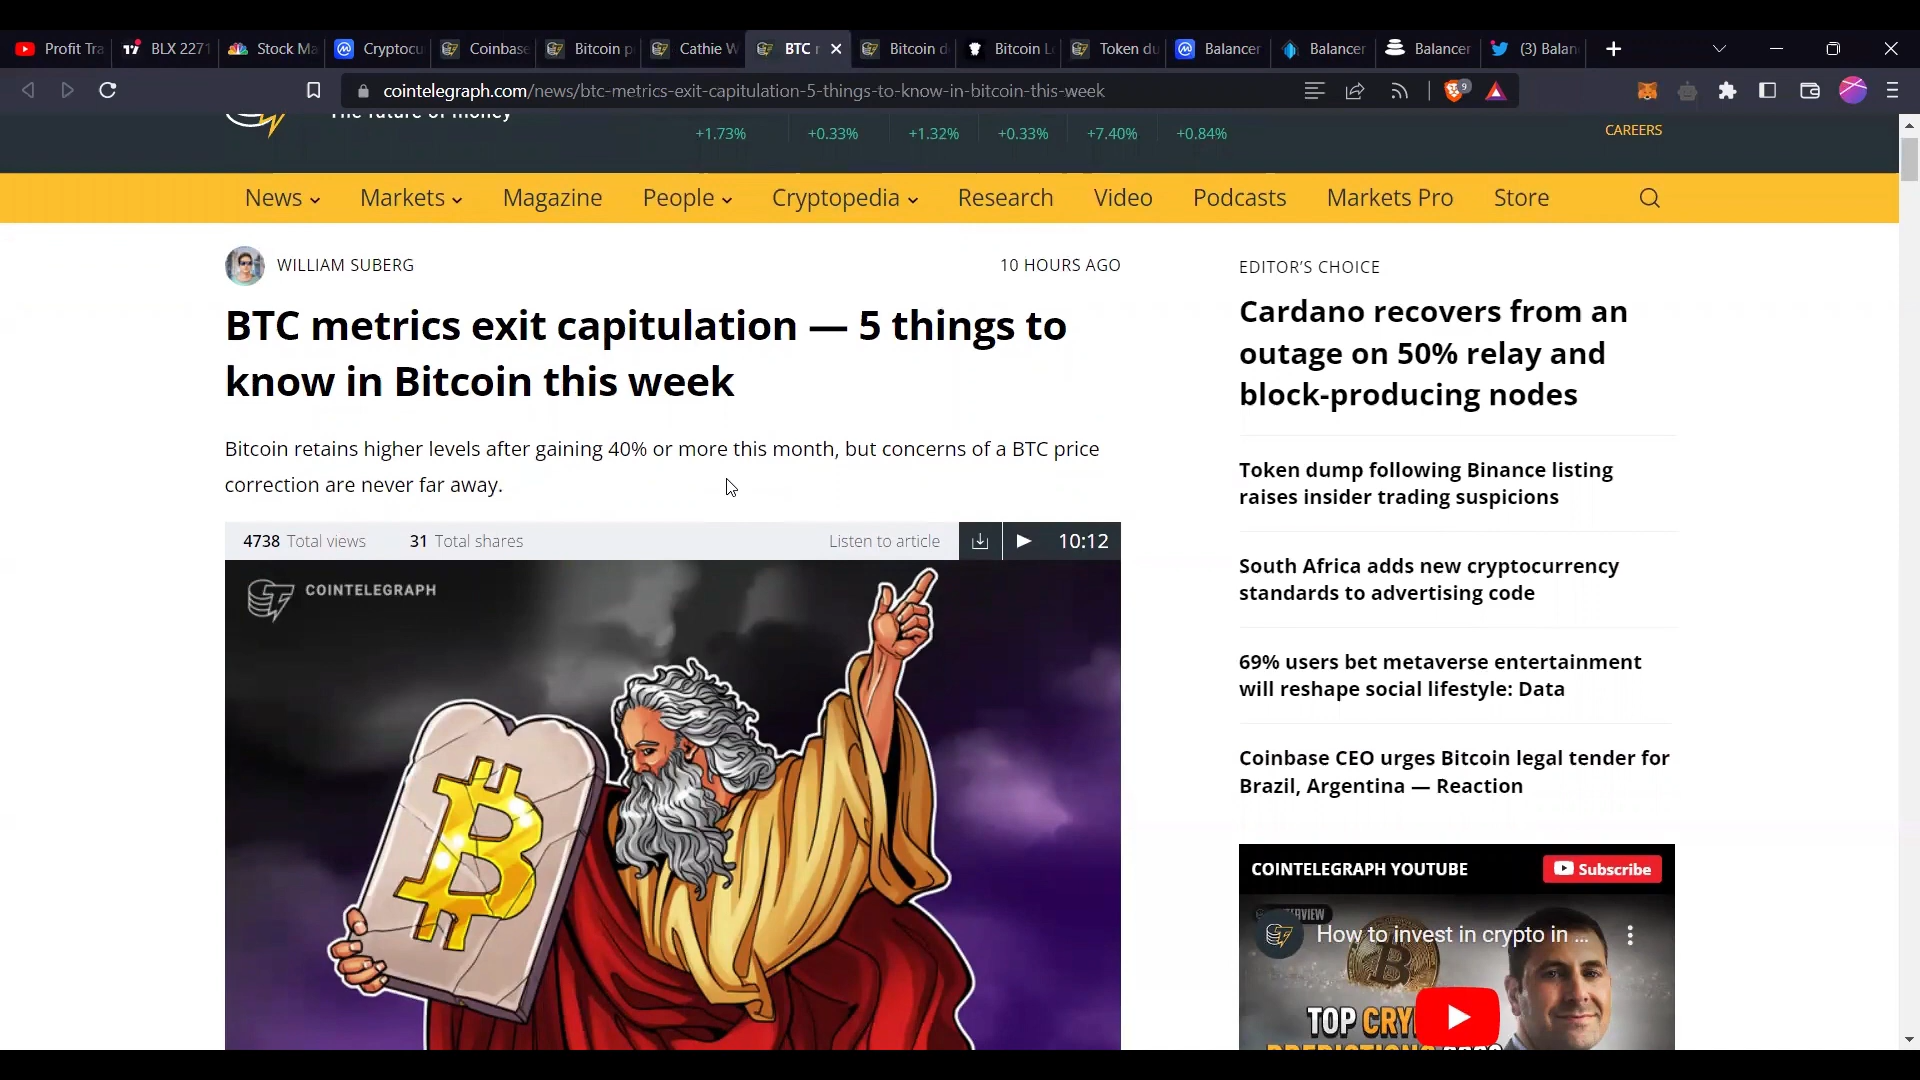 Profit Tra
BLX 2271
Stock Ma
Cryptocu
Coinbase
Bitcoin p
Cathie W
BTC
Bitcoin d
Bitcoin L
Token du
Balancer
Balancer
Balancer
(3) Balan
cointelegraph.com/news/btc-metrics-exit-capitulation-5-things-to-know-in-bitcoin-this-week
9
The future of money
+1.73%
+0.33%
+1.32%
+0.33%
+7.40%
+0.84%
CAREERS
News
Markets
Magazine
People
Cryptopedia
Research
Video
Podcasts
Markets Pro
Store
WILLIAM SUBERG
10 HOURS AGO
BTC metrics exit capitulation — 5 things to
know in Bitcoin this week
Bitcoin retains higher levels after gaining 40% or more this month, but concerns of a BTC price
correction are never far away.
4738 Total views
31 Total shares
Listen to article
10:12
COINTELEGRAPH
EDITOR'S CHOICE
Cardano recovers from an
outage on 50% relay and
block-producing nodes
Token dump following Binance listing
raises insider trading suspicions
South Africa adds new cryptocurrency
standards to advertising code
69% users bet metaverse entertainment
will reshape social lifestyle: Data
Coinbase CEO urges Bitcoin legal tender for
Brazil, Argentina — Reaction
COINTELEGRAPH YOUTUBE
Subscribe
How to invest in crypto in ...
TOP CRY